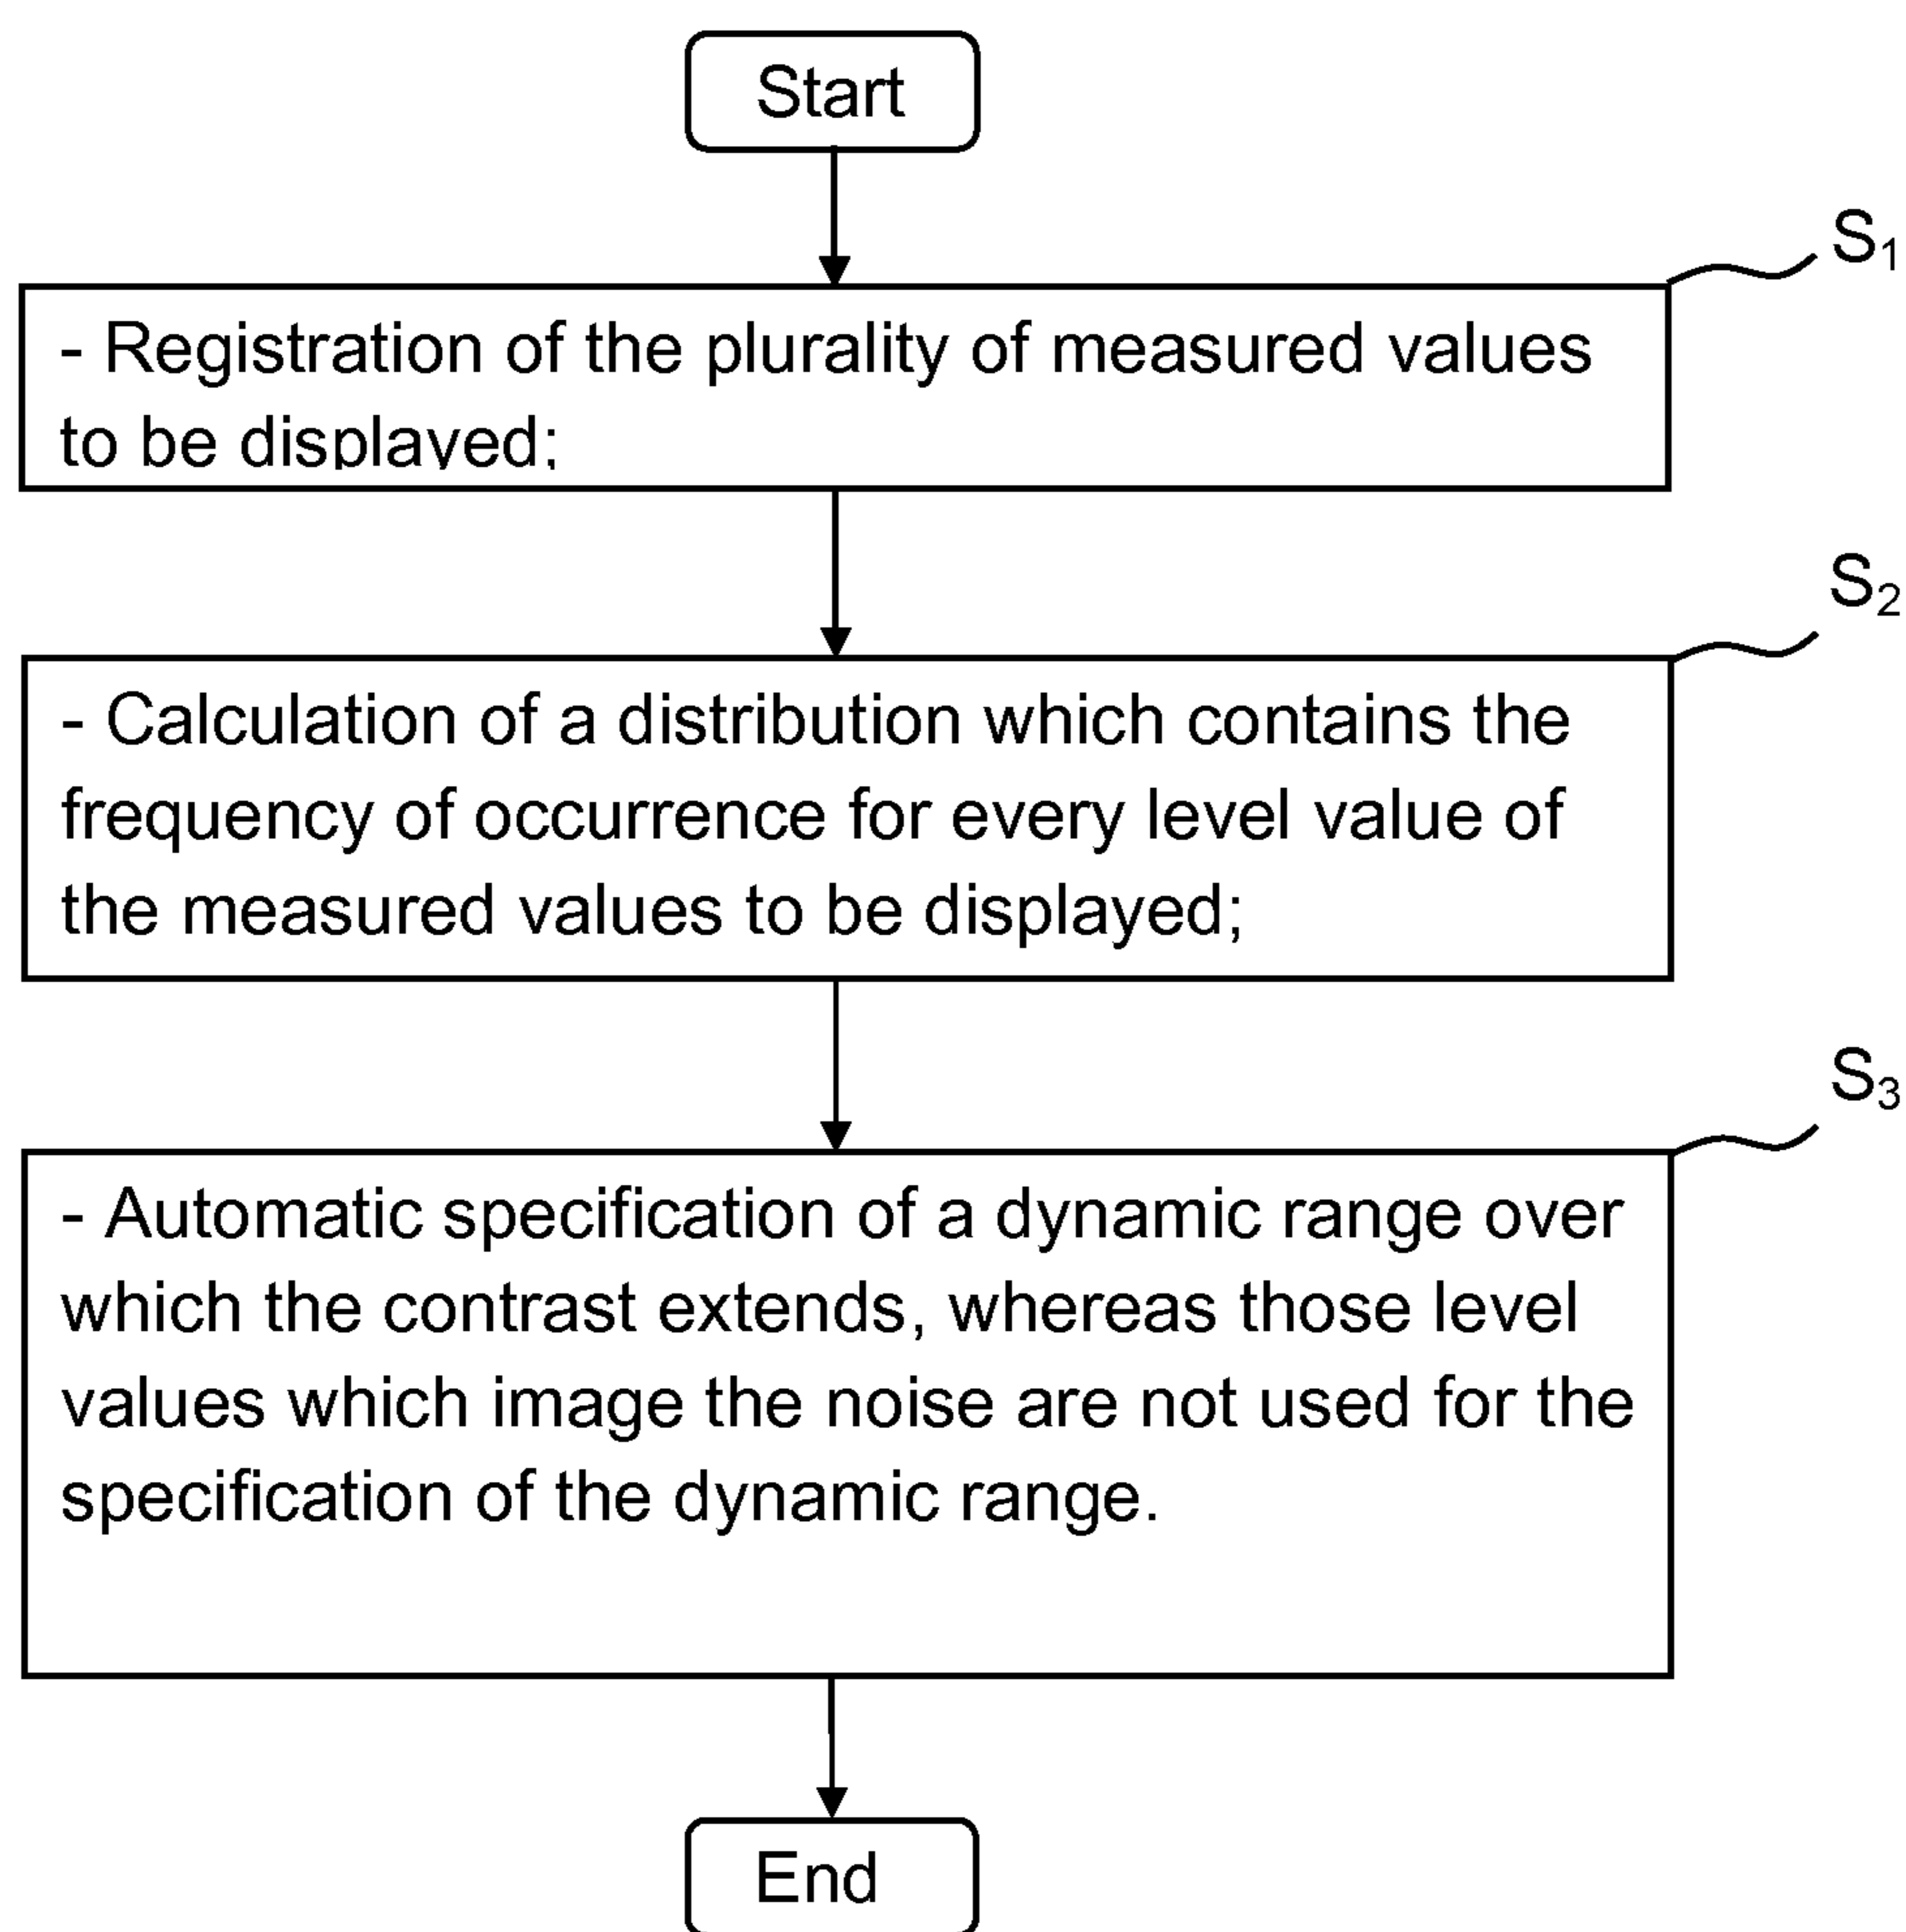 Start
S1
- Registration of the plurality of measured values
to be displayed;
S2
- Calculation of a distribution which contains the
frequency of occurrence for every level value of
the measured values to be displayed;
S3
- Automatic specification of a dynamic range over
which the contrast extends, whereas those level
values which image the noise are not used for the
specification of the dynamic range.
End